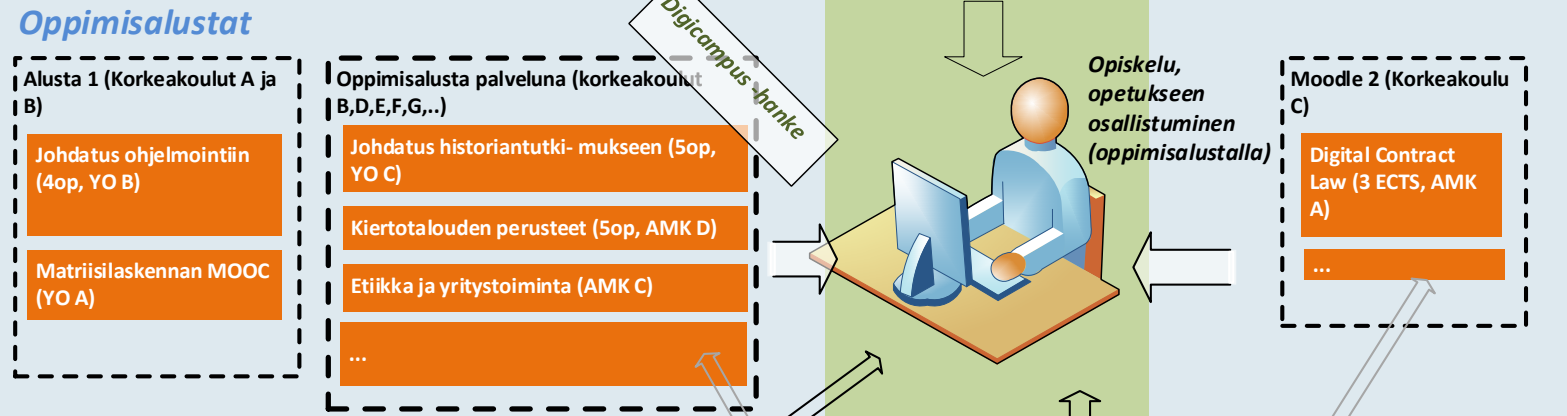 Oppimisalustat
Alusta 1 (Korkeakoulut A ja
B)
Johdatus ohjelmointiin
(4op, YO B)
Matriisilaskennan MOOC
(YO A)
Oppimisalusta palveluna (korkeakoulut
B,D,E,F,G,..)
Johdatus historiantutki- mukseen (5op,
YO C)
Kiertotalouden perusteet (5op, AMK D)
Etiikka ja yritystoiminta (AMK C)
...
Digicampus -hanke
Opiskelu,
opetukseen
osallistuminen
(oppimisalustalla)
Moodle 2 (Korkeakoulu
C)
Digital Contract
Law (3 ECTS, AMK
A)
...